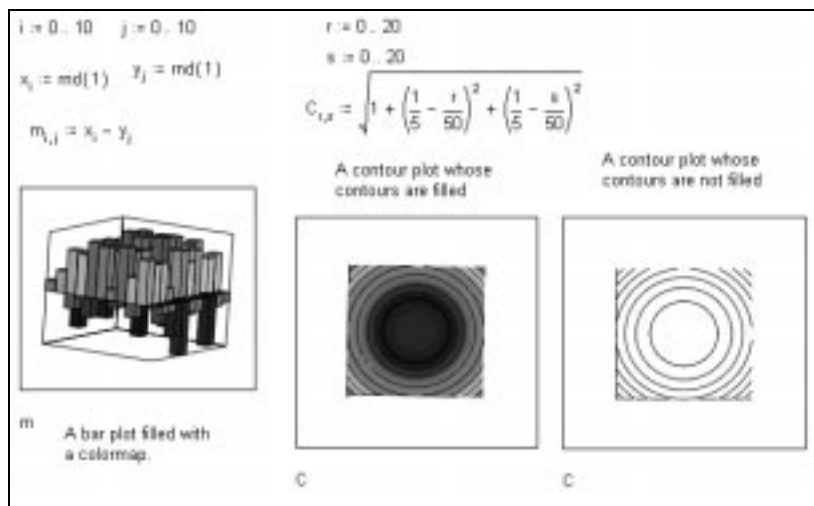 i := 0 .. 10 j := 0 .. 10
x_i := rnd(1) y_j := rnd(1)
m_{i,j} := x_i − y_j
r := 0 .. 20
s := 0 .. 20
C_{r,s} := √(1 + (1/5 − r/50)² + (1/5 − s/50)²)
A contour plot whose
contours are filled
A contour plot whose
contours are not filled
m
A bar plot filled with
a colormap.
C
C